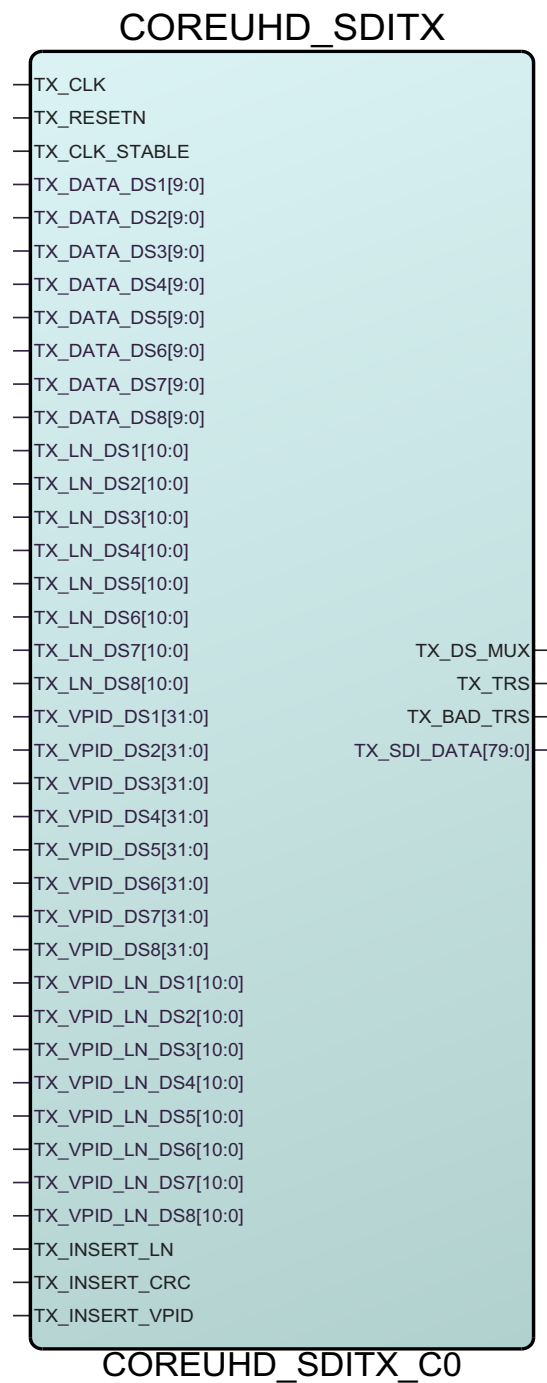 COREUHD_SDITX
TX_CLK
TX_RESETN
TX_CLK_STABLE
TX_DATA_DS1[9:0]
TX_DATA_DS2[9:0]
TX_DATA_DS3[9:0]
TX_DATA_DS4[9:0]
TX_DATA_DS5[9:0]
TX_DATA_DS6[9:0]
TX_DATA_DS7[9:0]
TX_DATA_DS8[9:0]
TX_LN_DS1[10:0]
TX_LN_DS2[10:0]
TX_LN_DS3[10:0]
TX_LN_DS4[10:0]
TX_LN_DS5[10:0]
TX_LN_DS6[10:0]
TX_LN_DS7[10:0] TX_DS_MUX
TX_LN_DS8[10:0] TX_TRS
TX_VPID_DS1[31:0] TX_BAD_TRS
TX_VPID_DS2[31:0] TX_SDI_DATA[79:0]
TX_VPID_DS3[31:0]
TX_VPID_DS4[31:0]
TX_VPID_DS5[31:0]
TX_VPID_DS6[31:0]
TX_VPID_DS7[31:0]
TX_VPID_DS8[31:0]
TX_VPID_LN_DS1[10:0]
TX_VPID_LN_DS2[10:0]
TX_VPID_LN_DS3[10:0]
TX_VPID_LN_DS4[10:0]
TX_VPID_LN_DS5[10:0]
TX_VPID_LN_DS6[10:0]
TX_VPID_LN_DS7[10:0]
TX_VPID_LN_DS8[10:0]
TX_INSERT_LN
TX_INSERT_CRC
TX_INSERT_VPID
COREUHD_SDITX_C0